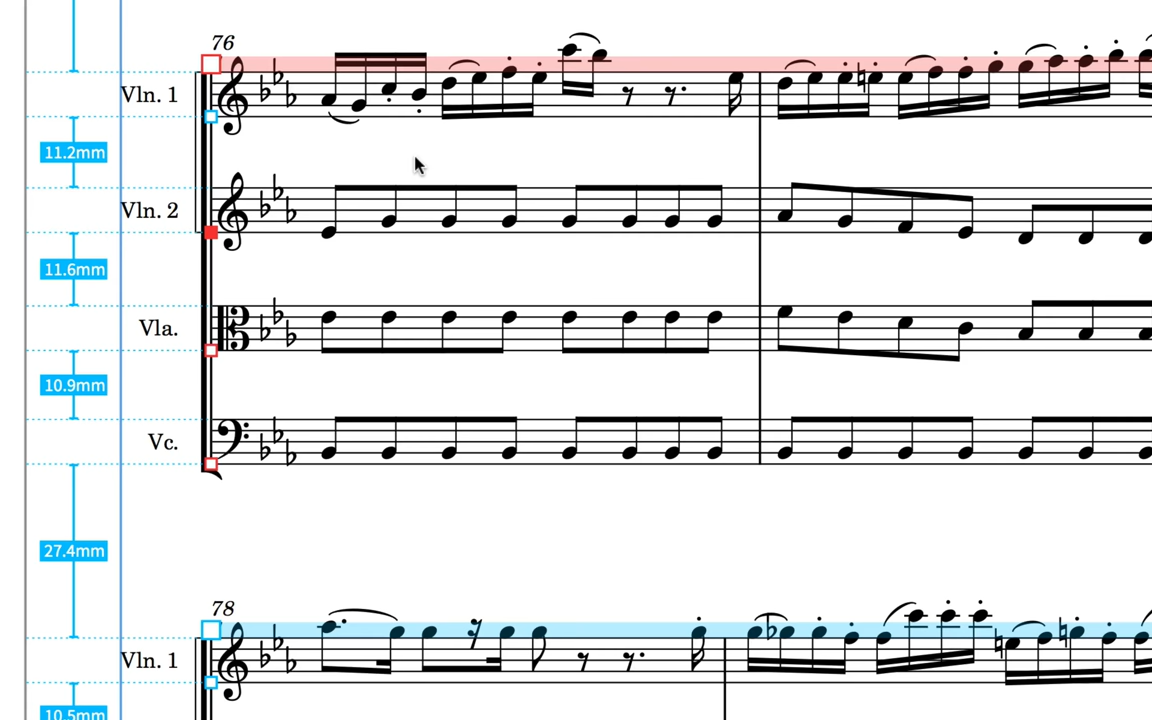 76
Vln. 1
11.2mm
Vln. 2
11.6mm
Vla.
10.9mm
Vc.
27.4mm
78
Vln. 1
10.5mm